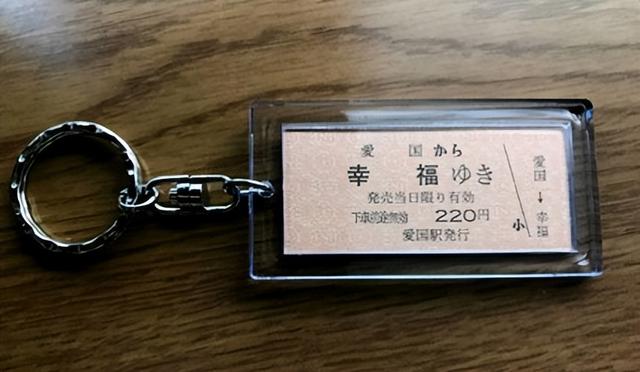 愛 国 から
幸 福 ゆき
発売当日限り有効
下車前途無効 220円
愛国駅発行
小
愛国
↓
幸福